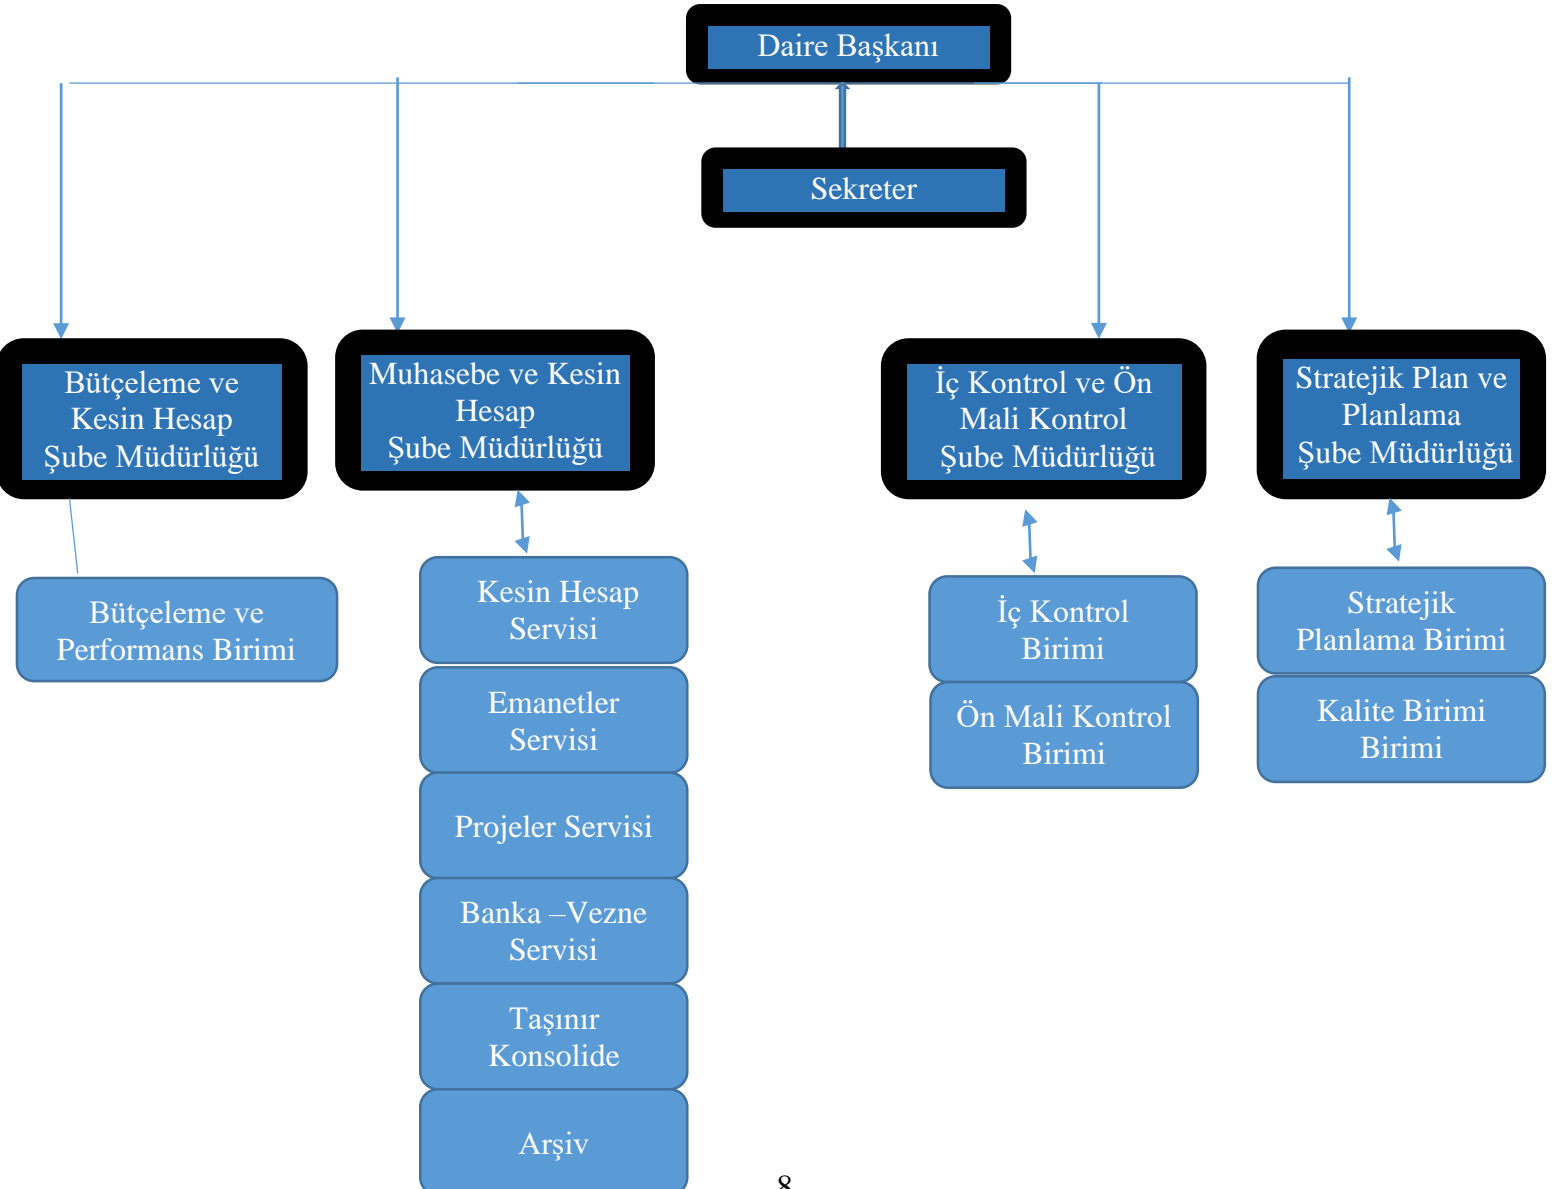 Daire Başkanı
Sekreter
Bütçeleme ve
Kesin Hesap
Şube Müdürlüğü
Muhasebe ve Kesin
Hesap
Şube Müdürlüğü
İç Kontrol ve Ön
Mali Kontrol
Şube Müdürlüğü
Stratejik Plan ve
Planlama
Şube Müdürlüğü
Bütçeleme ve
Performans Birimi
Kesin Hesap
Servisi
Emanetler
Servisi
Projeler Servisi
Banka –Vezne
Servisi
Taşınır
Konsolide
Arşiv
İç Kontrol
Birimi
Ön Mali Kontrol
Birimi
Stratejik
Planlama Birimi
Kalite Birimi
Birimi
8